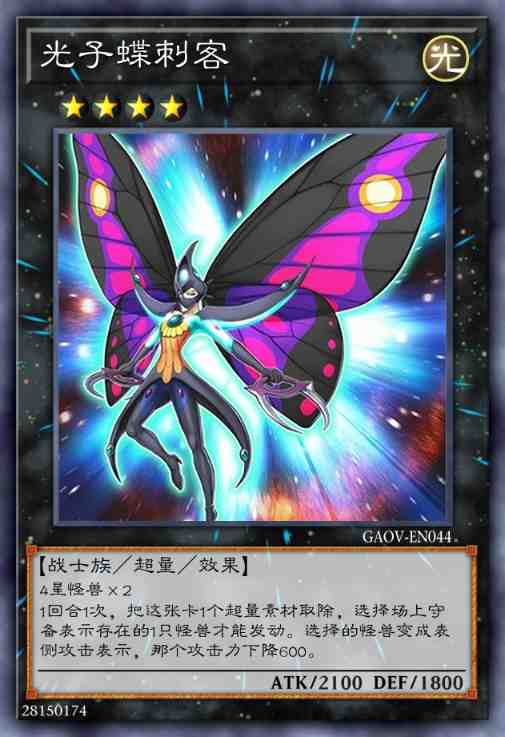 光子蝶刺客
光
GAOV-EN044
【战士族／超量／效果】
4星怪兽×2
1回合1次，把这张卡1个超量素材取除，选择场上守
备表示存在的1只怪兽才能发动。选择的怪兽变成表
侧攻击表示，那个攻击力下降600。
ATK/2100 DEF/1800
28150174